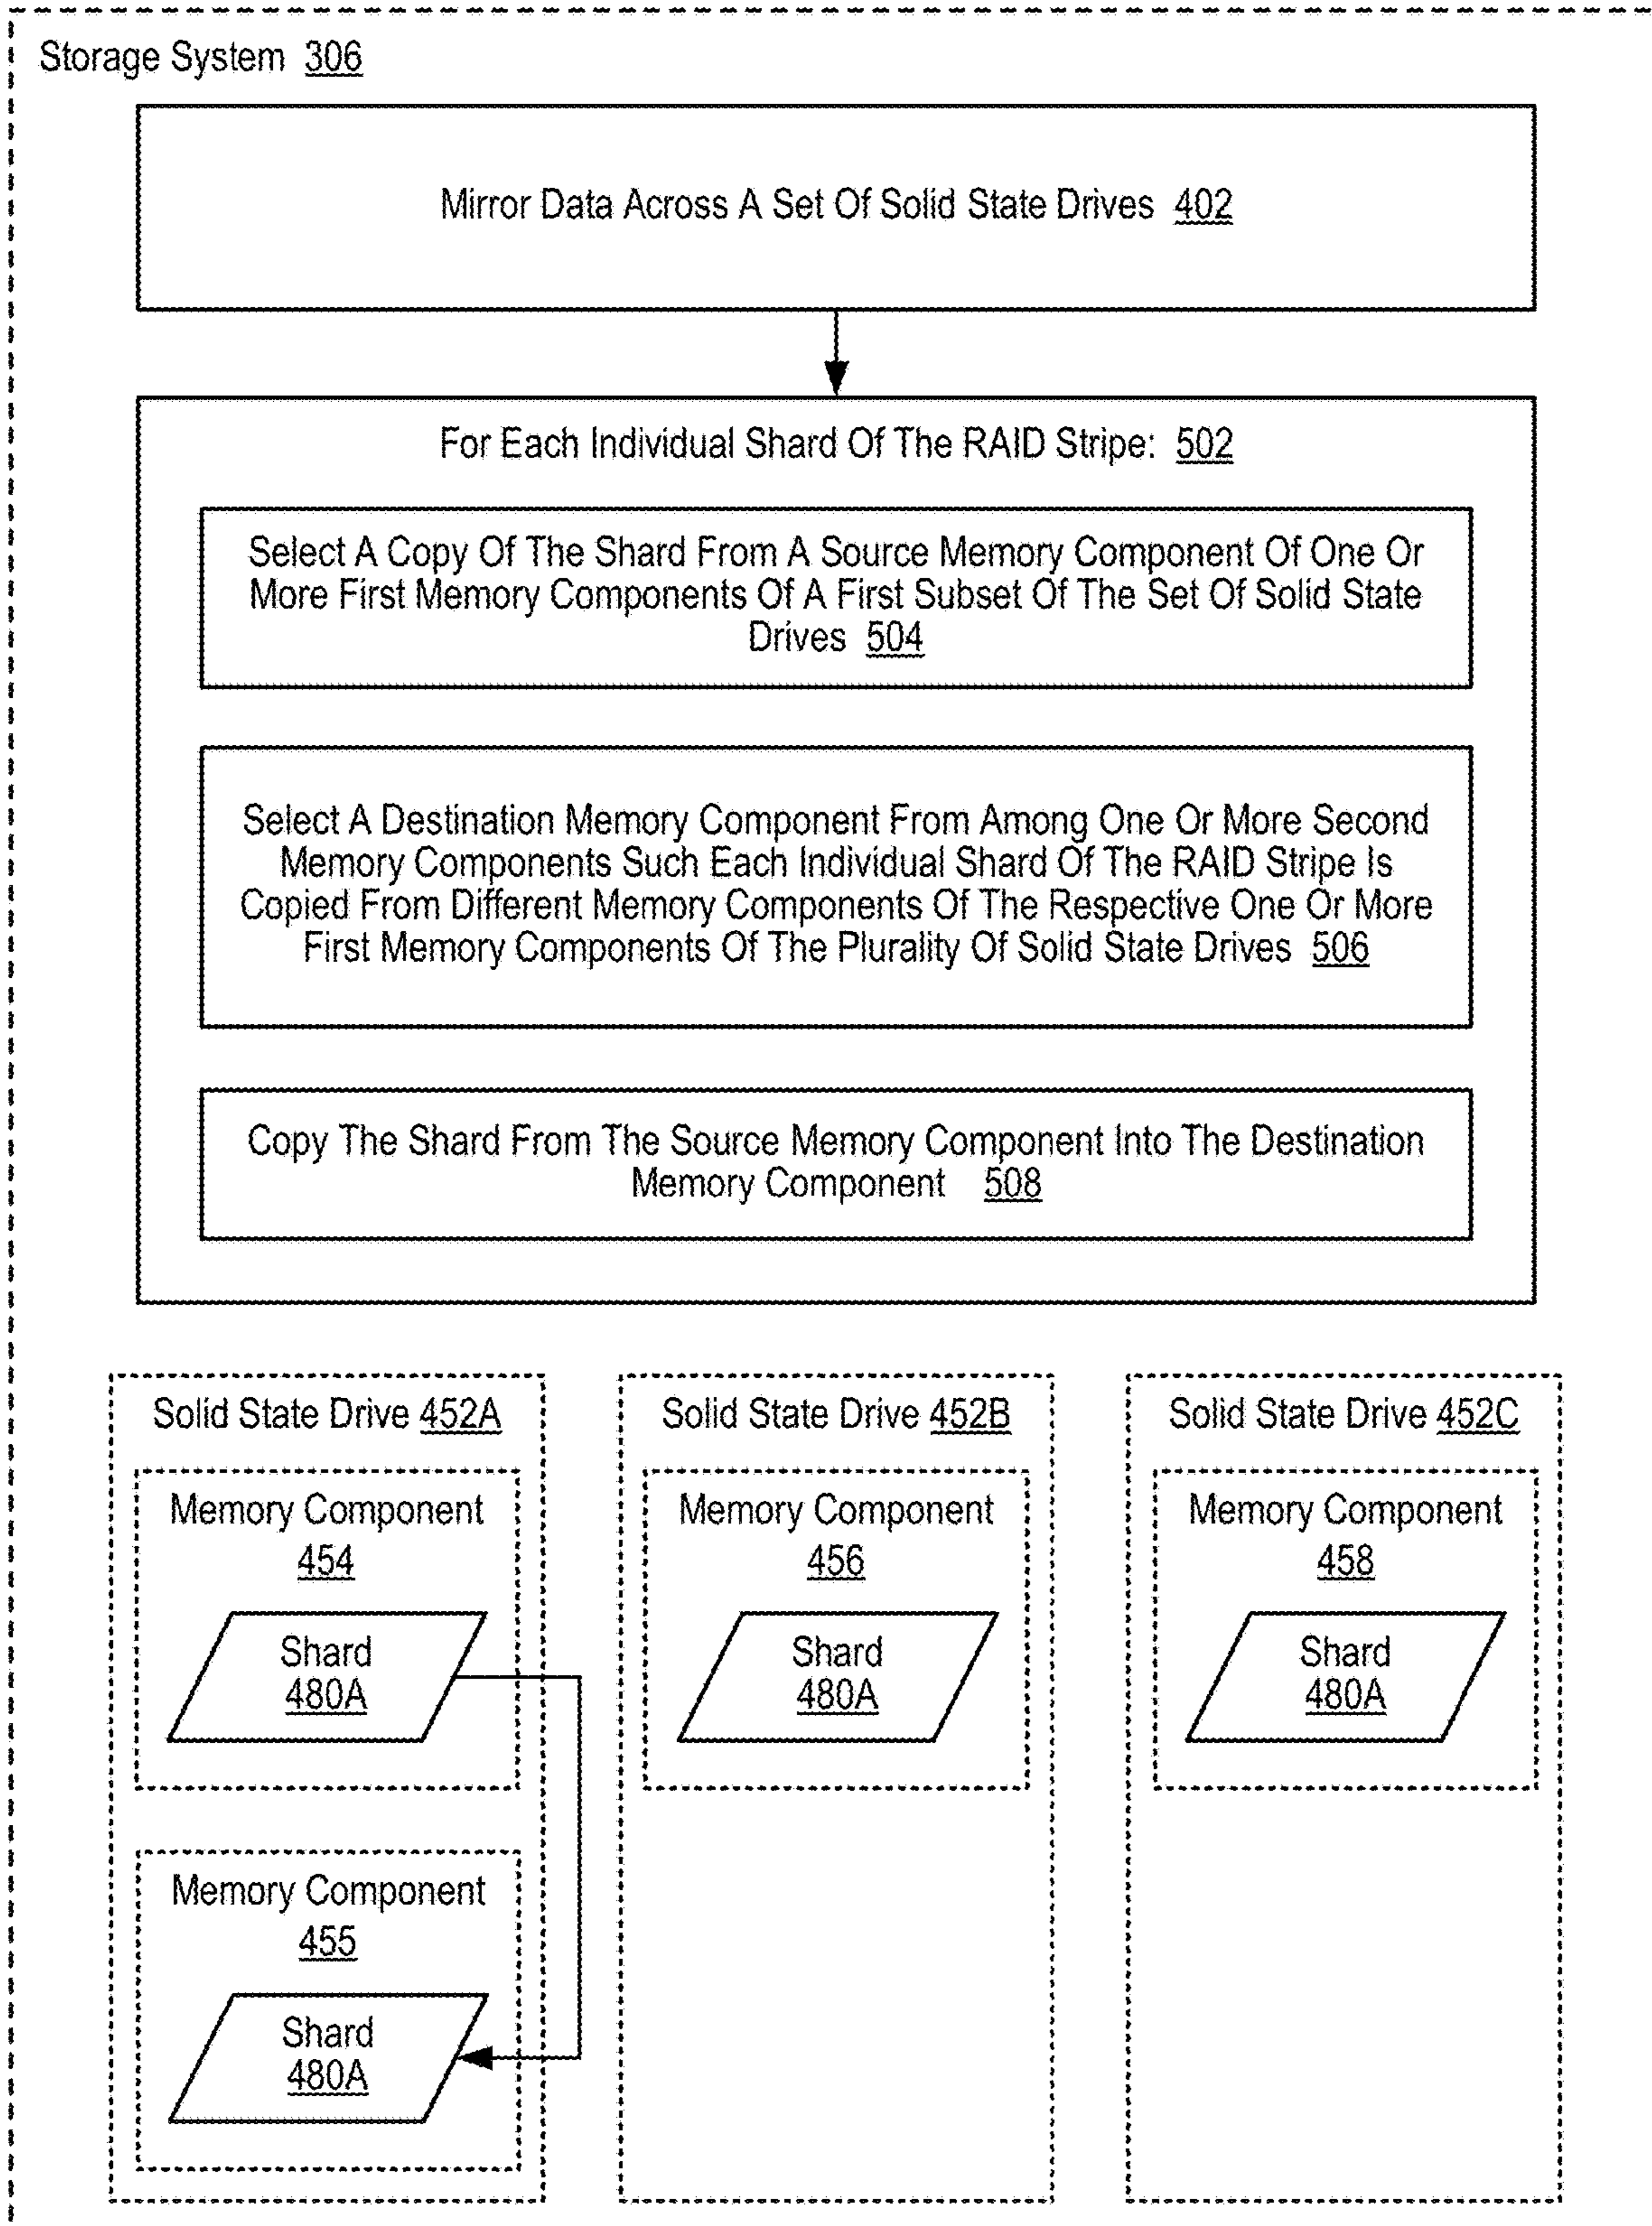 Storage System 306
Mirror Data Across A Set Of Solid State Drives 402
For Each Individual Shard Of The RAID Stripe: 502
Select A Copy Of The Shard From A Source Memory Component Of One Or
More First Memory Components Of A First Subset Of The Set Of Solid State
Drives 504
Select A Destination Memory Component From Among One Or More Second
Memory Components Such Each Individual Shard Of The RAID Stripe Is
Copied From Different Memory Components Of The Respective One Or More
First Memory Components Of The Plurality Of Solid State Drives 506
Copy The Shard From The Source Memory Component Into The Destination
Memory Component 508
Solid State Drive 452A
Memory Component
454
Shard
480A
Memory Component
455
Shard
480A
Solid State Drive 452B
Memory Component
456
Shard
480A
Solid State Drive 452C
Memory Component
458
Shard
480A